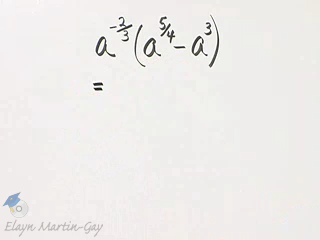 a^{-2/3}(a^{5/4} - a^3)
=
Elayn Martin-Gay